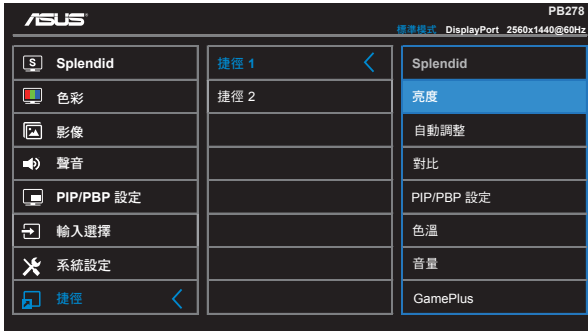 ASUS
PB278
標準模式 DisplayPort 2560x1440@60Hz
S Splendid
色彩
影像
聲音
PIP/PBP 設定
輸入選擇
系統設定
捷徑
捷徑 1
捷徑 2
Splendid
亮度
自動調整
對比
PIP/PBP 設定
色溫
音量
GamePlus